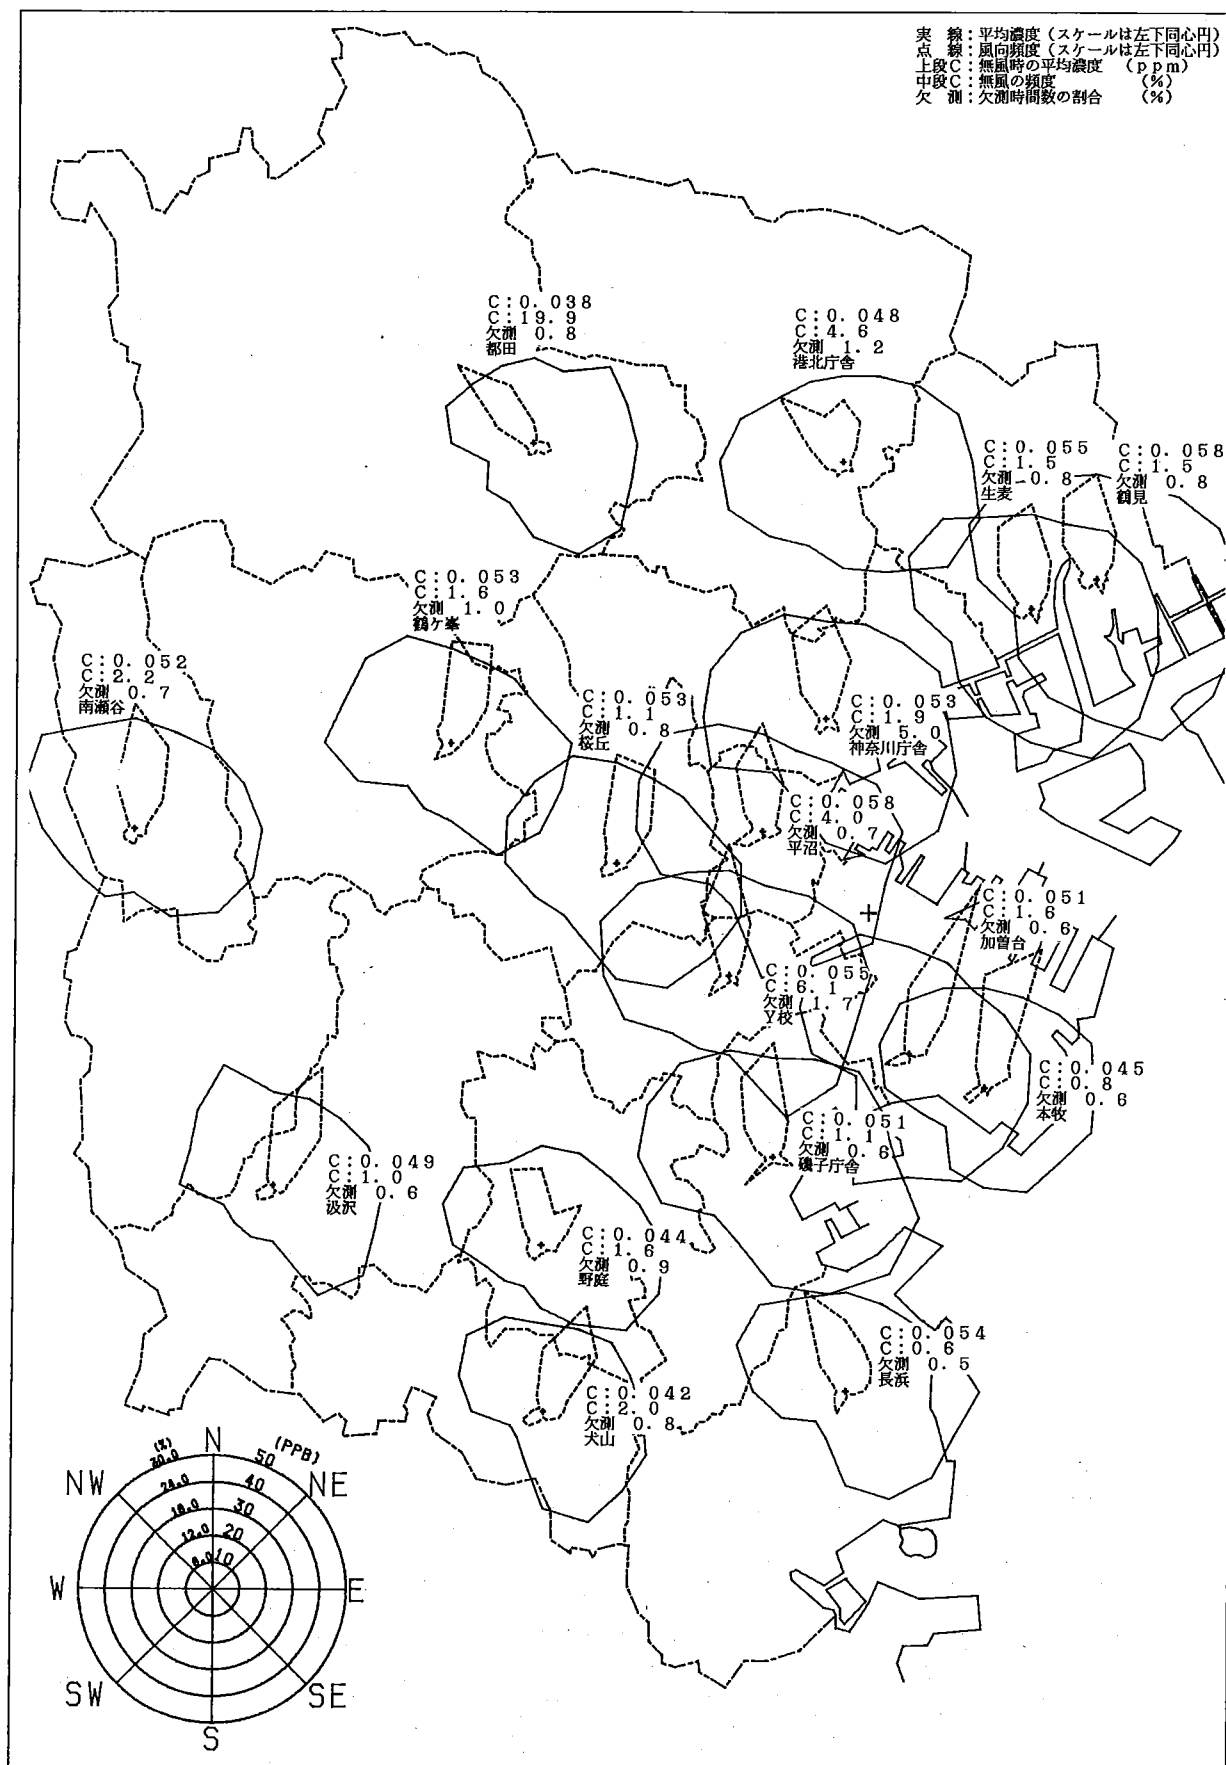 実　線：平均濃度（スケールは左下同心円）
点　線：風向頻度（スケールは左下同心円）
上段C：無風時の平均濃度　（ppm）
中段C：無風の頻度　（%）
欠　測：欠測時間数の割合　（%）
C:0.038
C:19.9
欠測 0.8
都田
C:0.048
C:4.6
欠測 1.2
港北庁舎
C:0.055
C:1.5
欠測 0.8
生麦
C:0.058
C:1.5
欠測 0.8
鶴見
C:0.053
C:1.6
欠測 1.0
鶴ケ峯
C:0.052
C:2.2
欠測 0.7
南瀬谷
C:0.053
C:1.1
欠測 0.8
桜丘
C:0.053
C:1.9
欠測 5.0
神奈川庁舎
C:0.058
C:4.0
欠測 0.7
平沼
C:0.051
C:1.6
欠測 0.6
加曽台
C:0.055
C:6.1
欠測 1.7
Y校
C:0.045
C:0.8
欠測 0.6
本牧
C:0.051
C:1.1
欠測 0.6
磯子庁舎
C:0.049
C:1.0
欠測 0.6
汲沢
C:0.044
C:1.6
欠測 0.9
野庭
C:0.054
C:0.6
欠測 0.5
長浜
C:0.042
C:2.0
欠測 0.8
犬山
(%) N (PPB)
30.0 50
NW 24.0 40 NE
18.0 30
12.0 20
6.0 10
W E
SW SE
S